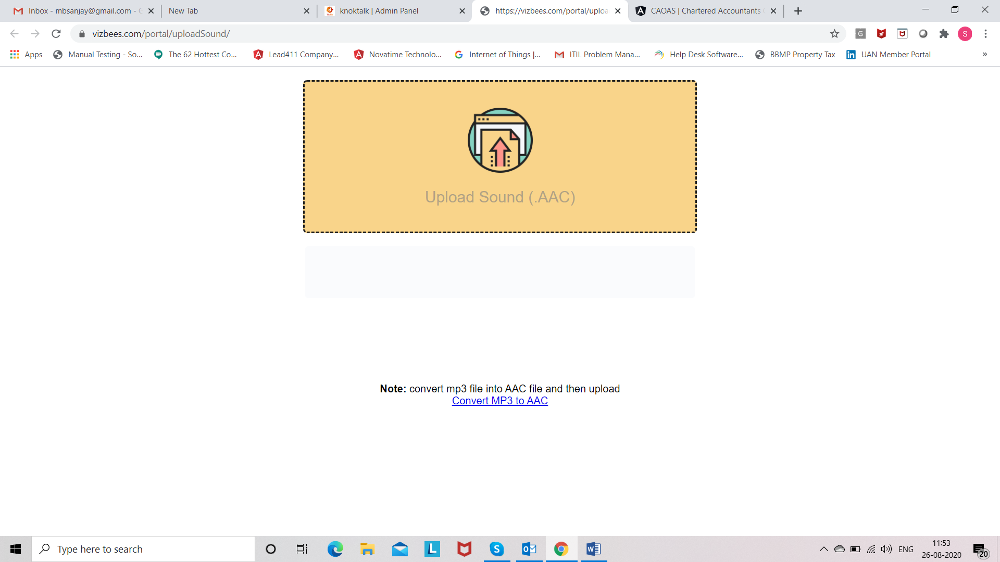 Inbox - mbsanjay@gmail.com - G
New Tab
knoktalk | Admin Panel
https://vizbees.com/portal/uploa
CAOAS | Chartered Accountants
vizbees.com/portal/uploadSound/
G
S
Apps
Manual Testing - So...
The 62 Hottest Co...
Lead411 Company...
Novatime Technolo...
Internet of Things |...
ITIL Problem Mana...
Help Desk Software...
BBMP Property Tax
UAN Member Portal
»
Upload Sound (.AAC)
Note: convert mp3 file into AAC file and then upload
Convert MP3 to AAC
Type here to search
L
S
O
W
ENG
11:53
26-08-2020
20